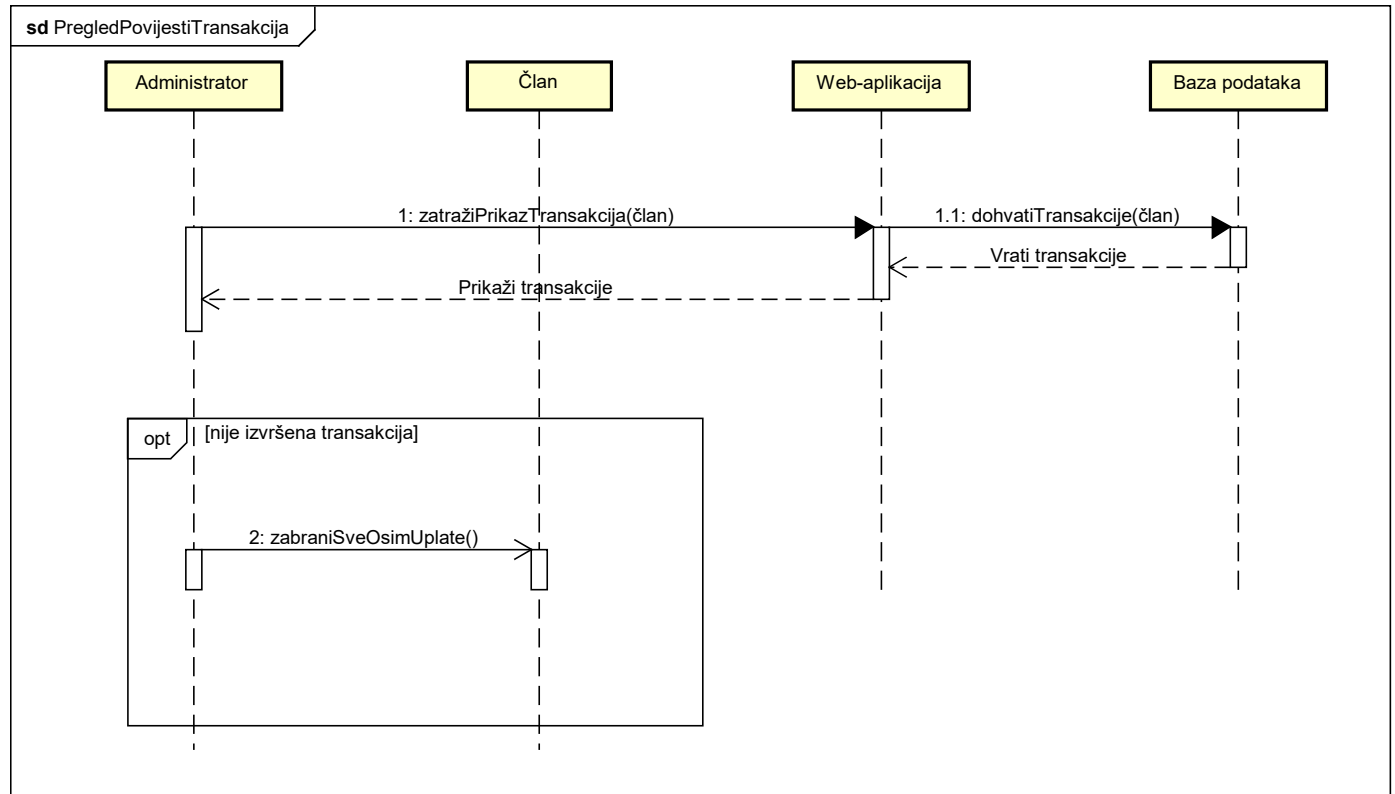 sd PregledPovijestiTransakcija
Administrator
Član
Web-aplikacija
Baza podataka
1: zatražiPrikazTransakcija(član)
1.1: dohvatiTransakcije(član)
Vrati transakcije
Prikaži transakcije
opt
[nije izvršena transakcija]
2: zabraniSveOsimUplate()